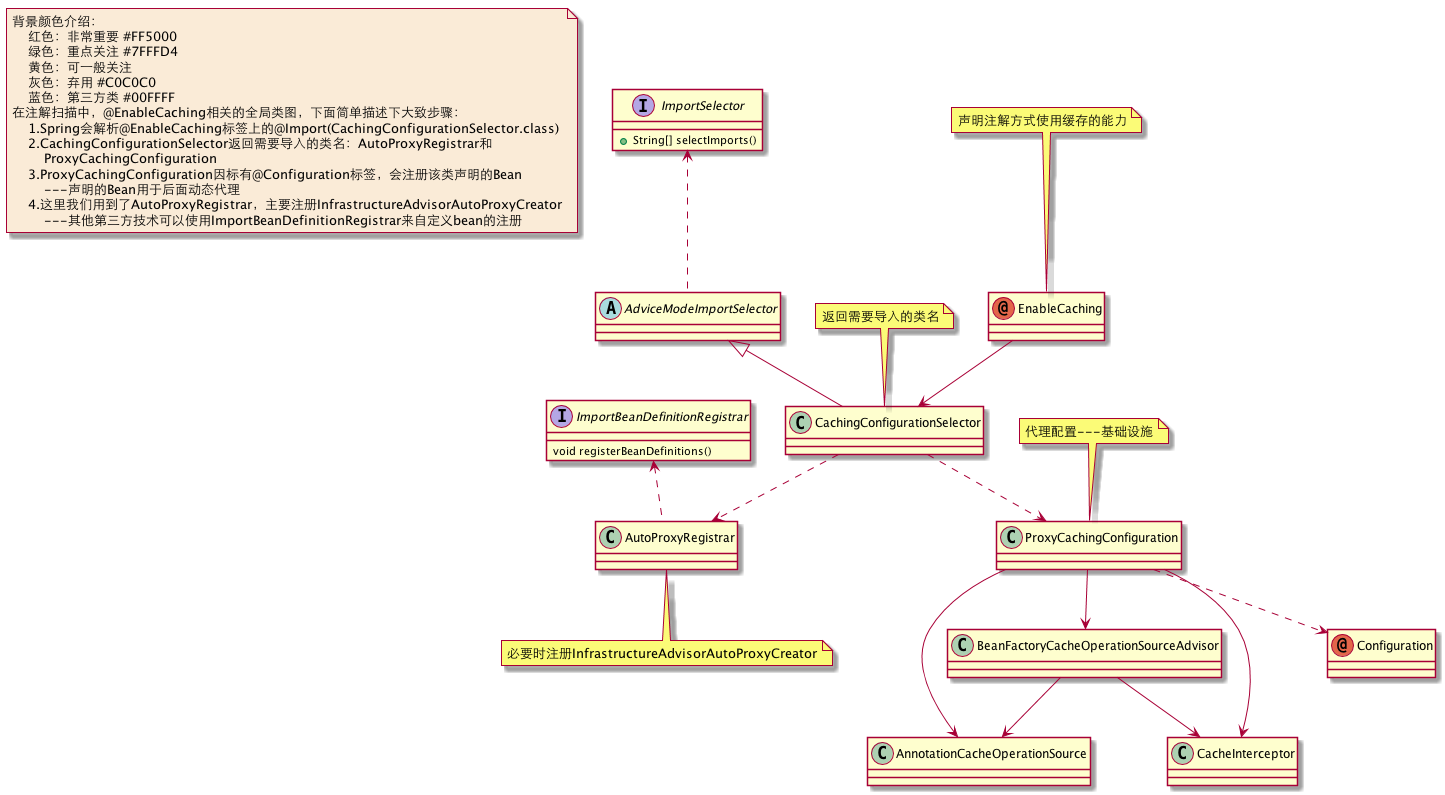 背景颜色介绍：
红色：非常重要 #FF5000
绿色：重点关注 #7FFFD4
黄色：可一般关注
灰色：弃用 #C0C0C0
蓝色：第三方类 #00FFFF
在注解扫描中，@EnableCaching相关的全局类图，下面简单描述下大致步骤：
1.Spring会解析@EnableCaching标签上的@Import(CachingConfigurationSelector.class)
2.CachingConfigurationSelector返回需要导入的类名：AutoProxyRegistrar和
ProxyCachingConfiguration
3.ProxyCachingConfiguration因标有@Configuration标签，会注册该类声明的Bean
---声明的Bean用于后面动态代理
4.这里我们用到了AutoProxyRegistrar，主要注册InfrastructureAdvisorAutoProxyCreator
---其他第三方技术可以使用ImportBeanDefinitionRegistrar来自定义bean的注册
I ImportSelector
String[] selectImports()
声明注解方式使用缓存的能力
A AdviceModeImportSelector
返回需要导入的类名
@ EnableCaching
I ImportBeanDefinitionRegistrar
void registerBeanDefinitions()
C CachingConfigurationSelector
代理配置---基础设施
C AutoProxyRegistrar
C ProxyCachingConfiguration
必要时注册InfrastructureAdvisorAutoProxyCreator
C BeanFactoryCacheOperationSourceAdvisor
@ Configuration
C AnnotationCacheOperationSource
C CacheInterceptor